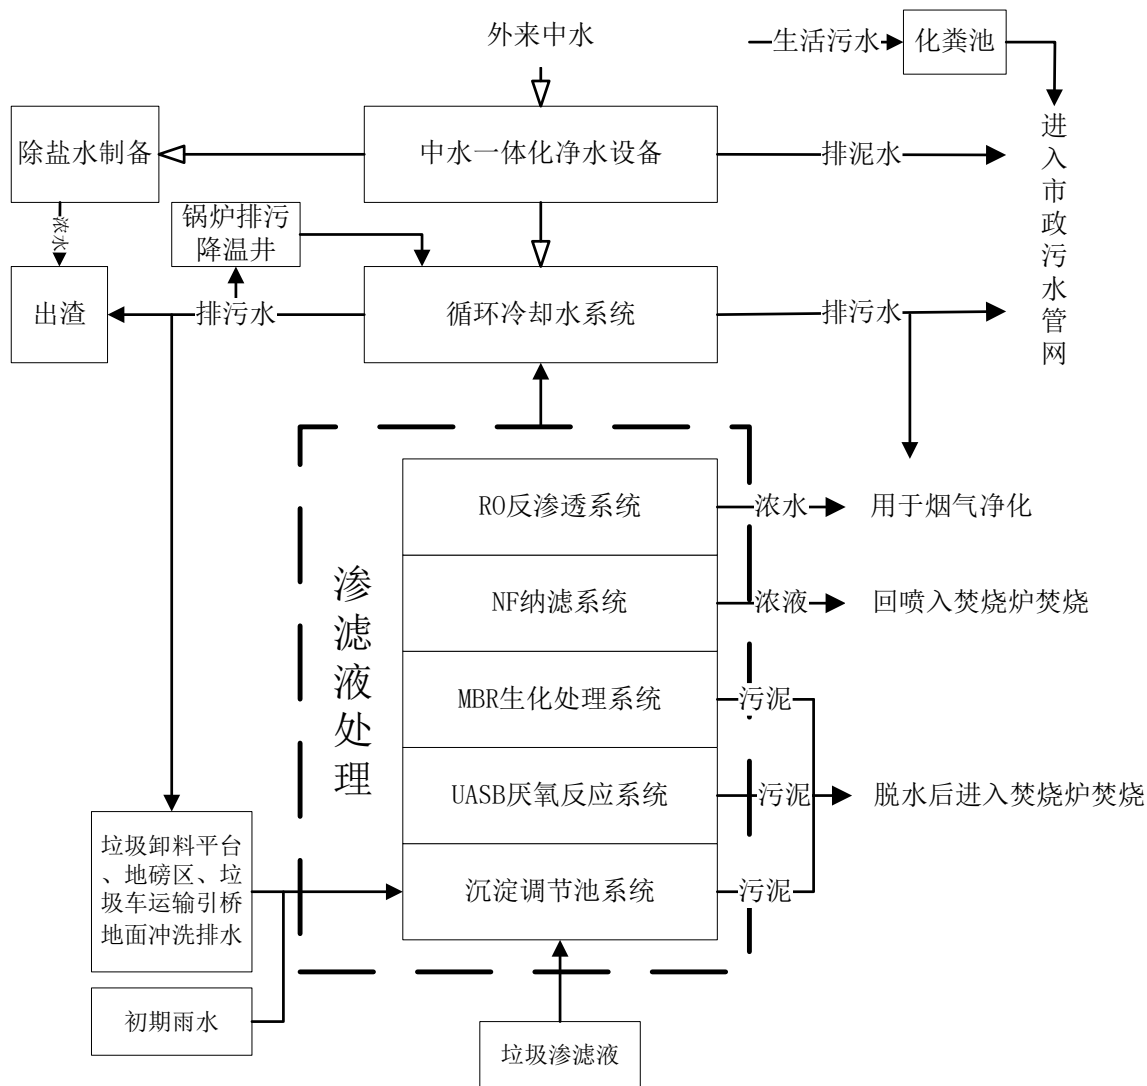 外来中水
生活污水
化粪池
除盐水制备
中水一体化净水设备
排泥水
进入市政污水管网
浓水
锅炉排污
降温井
出渣
排污水
循环冷却水系统
排污水
渗滤液处理
RO反渗透系统
浓水
用于烟气净化
NF纳滤系统
浓液
回喷入焚烧炉焚烧
MBR生化处理系统
污泥
UASB厌氧反应系统
污泥
脱水后进入焚烧炉焚烧
垃圾卸料平台
、地磅区、垃
圾车运输引桥
地面冲洗排水
沉淀调节池系统
污泥
初期雨水
垃圾渗滤液